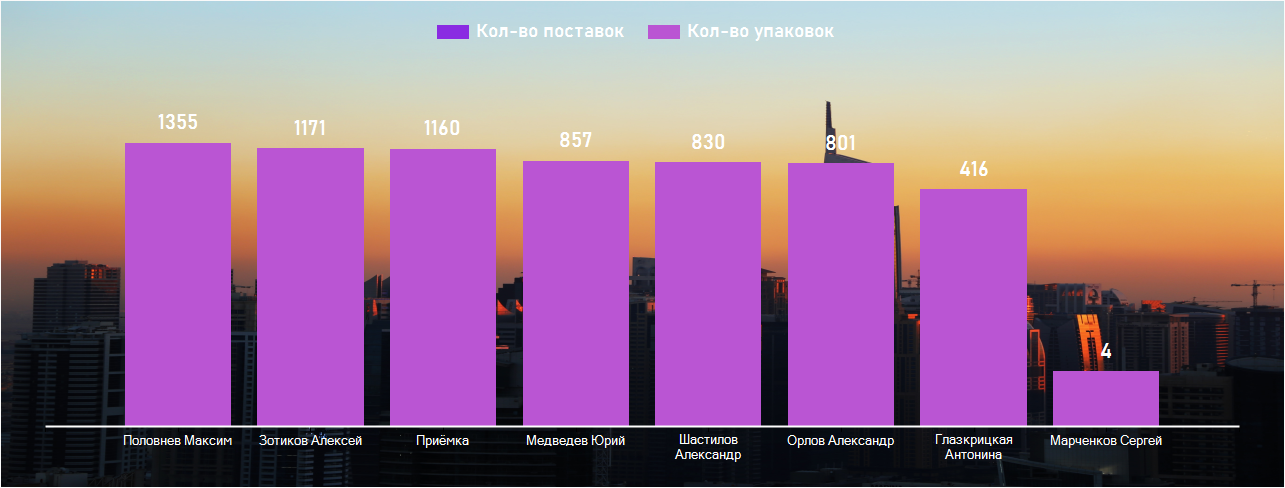 Кол-во поставок Кол-во упаковок
1355 1171 1160 857 830 801 416 4
Половнев Максим Зотиков Алексей Приёмка Медведев Юрий Шастилов Александр Орлов Александр Глазкрицкая Антонина Марченков Сергей